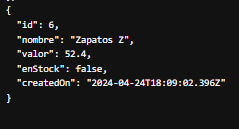 {
"id": 6,
"nombre": "Zapatos Z",
"valor": 52.4,
"enStock": false,
"createdOn": "2024-04-24T18:09:02.396Z"
}